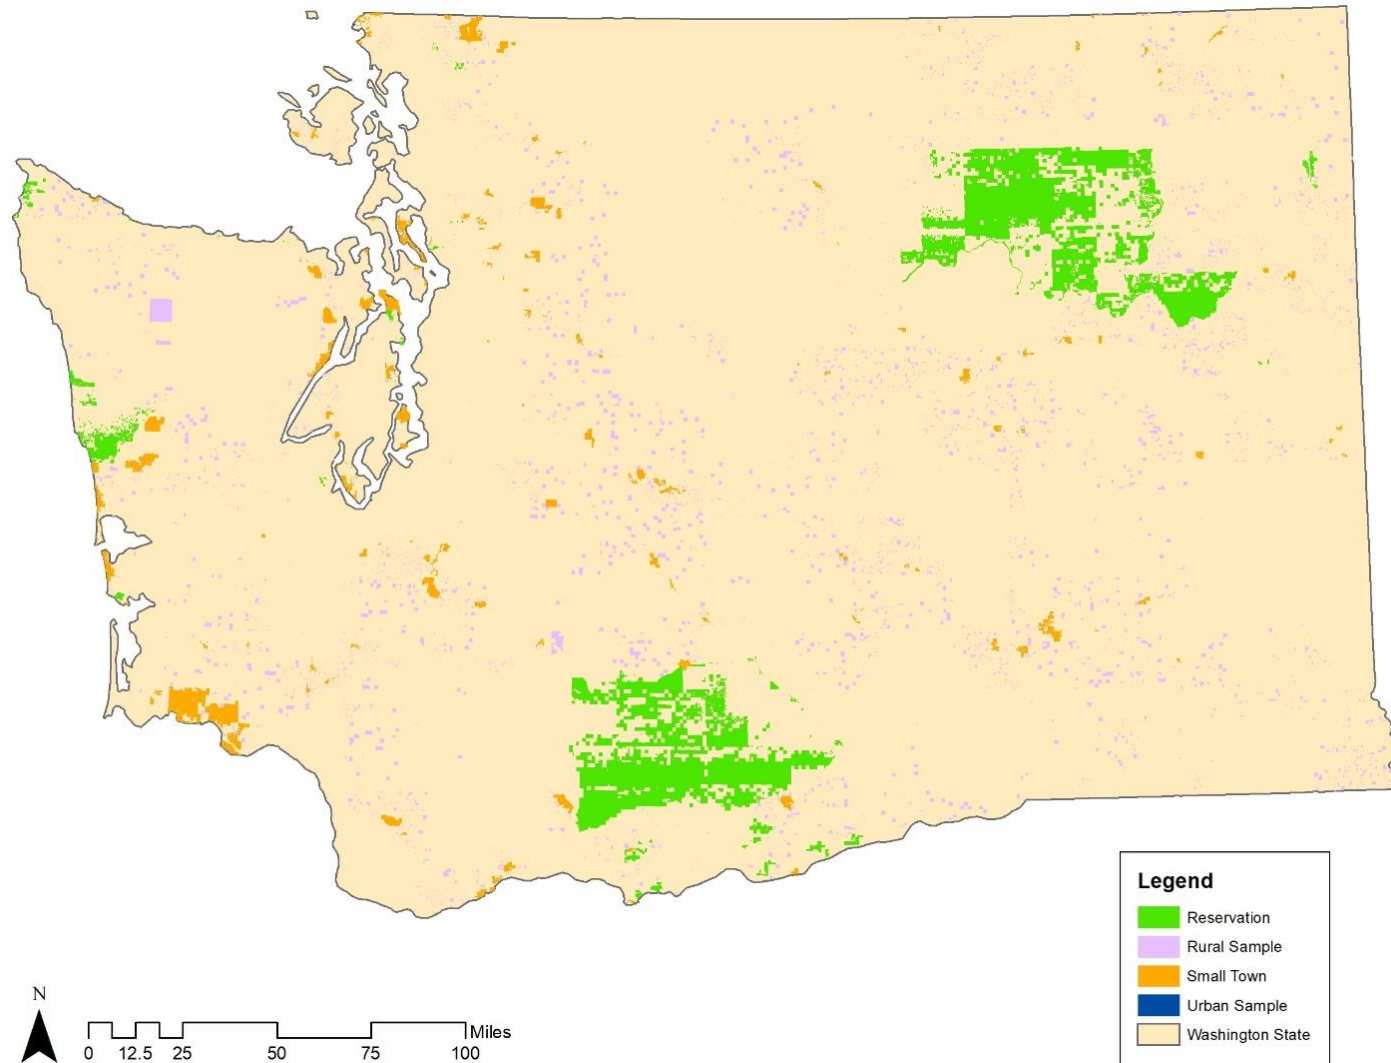 Legend
Reservation
Rural Sample
Small Town
Urban Sample
Washington State
N
Miles
0 12.5 25 50 75 100